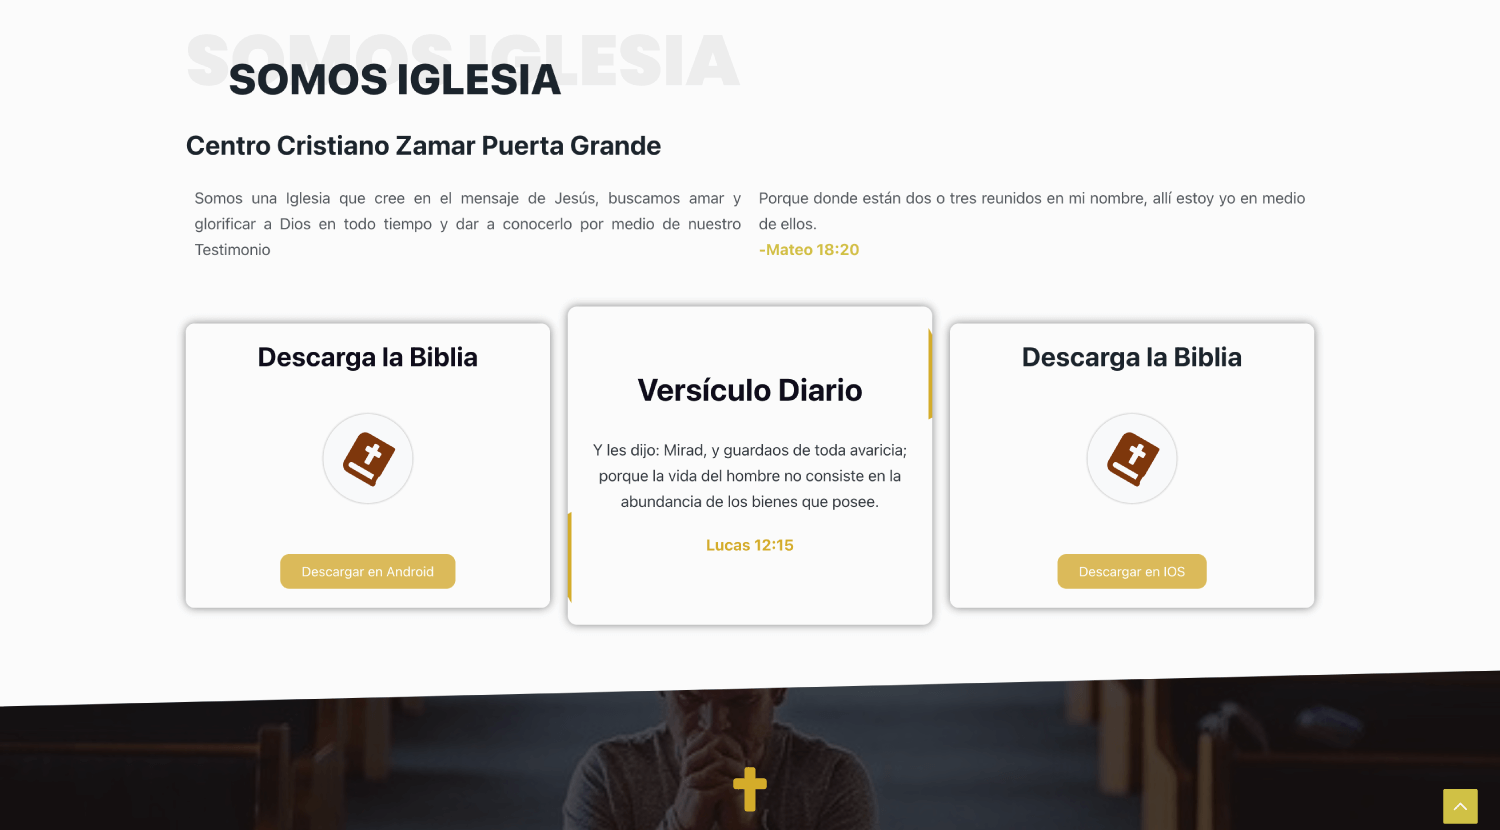 SOMOS IGLESIA
SOMOS IGLESIA
Centro Cristiano Zamar Puerta Grande
Somos una Iglesia que cree en el mensaje de Jesús, buscamos amar y
glorificar a Dios en todo tiempo y dar a conocerlo por medio de nuestro
Testimonio
Porque donde están dos o tres reunidos en mi nombre, allí estoy yo en medio
de ellos.
-Mateo 18:20
Descarga la Biblia
Descargar en Android
Versículo Diario
Y les dijo: Mirad, y guardaos de toda avaricia;
porque la vida del hombre no consiste en la
abundancia de los bienes que posee.
Lucas 12:15
Descarga la Biblia
Descargar en IOS